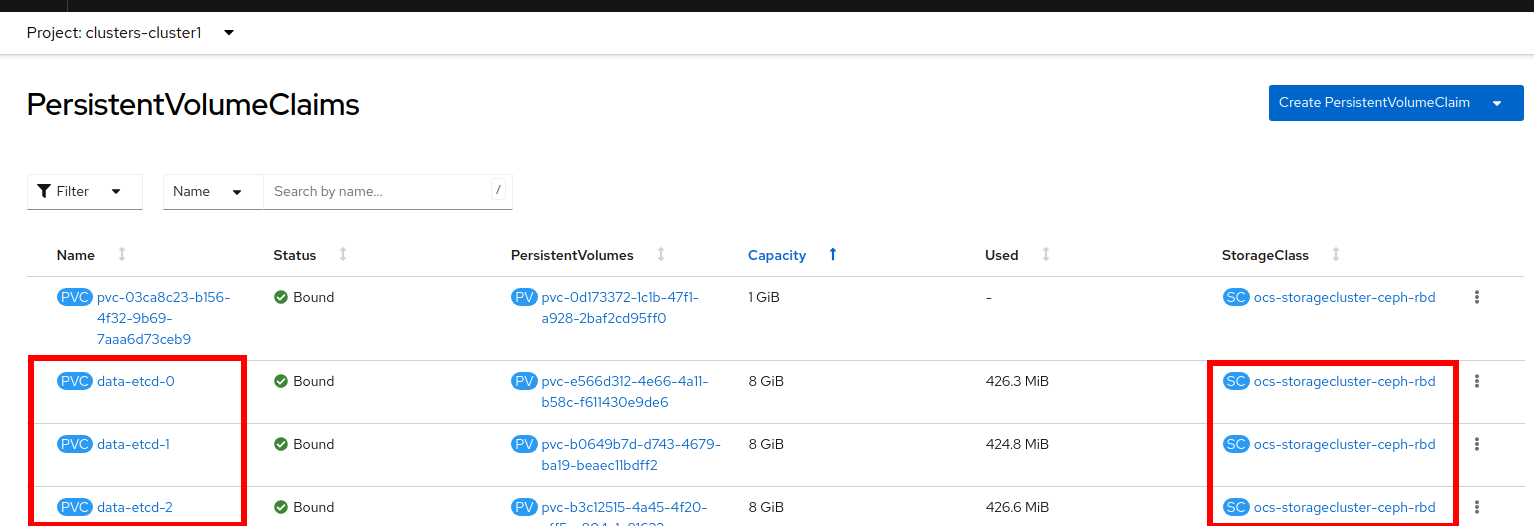 Project: clusters-cluster1
PersistentVolumeClaims
Create PersistentVolumeClaim
Filter Name Search by name... /
Name Status PersistentVolumes Capacity Used StorageClass
PVC pvc-03ca8c23-b156- Bound PV pvc-0d173372-1c1b-47f1- 1 GiB - SC ocs-storagecluster-ceph-rbd
4f32-9b69- a928-2baf2cd95ff0
7aaa6d73ceb9
PVC data-etcd-0 Bound PV pvc-e566d312-4e66-4a11- 8 GiB 426.3 MiB SC ocs-storagecluster-ceph-rbd
b58c-f611430e9de6
PVC data-etcd-1 Bound PV pvc-b0649b7d-d743-4679- 8 GiB 424.8 MiB SC ocs-storagecluster-ceph-rbd
ba19-beaec11bdff2
PVC data-etcd-2 Bound PV pvc-b3c12515-4a45-4f20- 8 GiB 426.6 MiB SC ocs-storagecluster-ceph-rbd